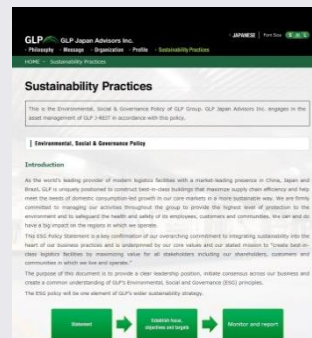 GLP GLP Japan Advisors Inc.
JAPANESE Font Size
Philosophy Message Organization Profile Sustainability Practices
HOME Sustainability Practices
Sustainability Practices
This is the Environmental, Social & Governance Policy of GLP Group. GLP Japan Advisors Inc. engages in the
asset management of GLP J-REIT in accordance with this policy.
Environmental, Social & Governance Policy
Introduction
As the world's leading provider of modern logistics facilities with a market-leading presence in China, Japan and
Brazil, GLP is uniquely positioned to construct best-in-class buildings that maximise supply chain efficiency and help
meet the needs of domestic consumption-led growth in our core markets in a more sustainable way. We are firmly
committed to managing our activities throughout the group to provide the highest level of protection to the
environment and to safeguard the health and safety of its employees, customers and communities. We can and do
have a big impact on the regions in which we operate.
This ESG Policy Statement is a key confirmation of our overarching commitment to integrating sustainability into the
heart of our business practices and is underpinned by our core values and our stated mission to "create best-in-
class logistics facilities by maximizing value for all stakeholders including our shareholders, customers and
communities in which we live and operate."
The purpose of this document is to provide a clear leadership position, initiate consensus across our business and
create a common understanding of GLP's Environmental, Social and Governance (ESG) principles.
The ESG policy will be one element of GLP's wider sustainability strategy.
Statement
Establish focus,
objectives and targets
Monitor and report